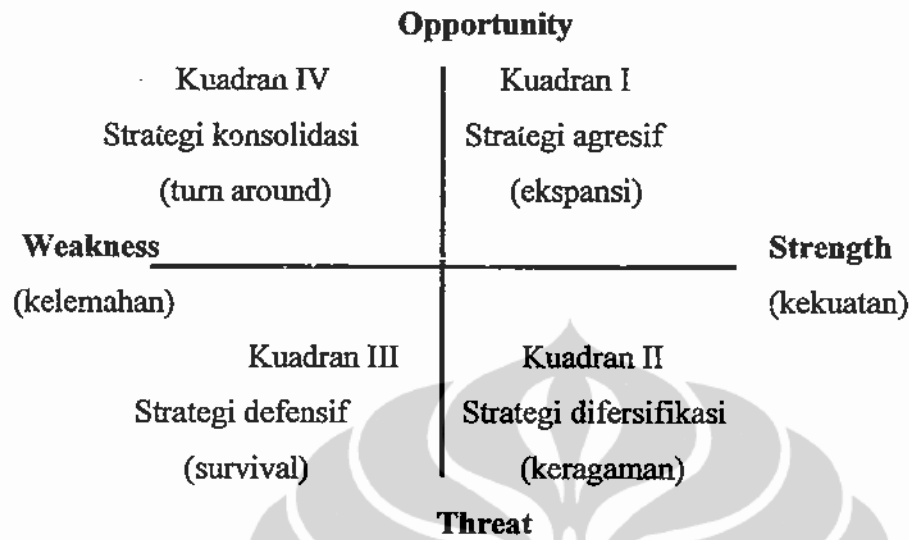 Opportunity
Kuadran IV
Strategi konsolidasi
(turn around)
Kuadran I
Strategi agresif
(ekspansi)
Weakness
(kelemahan)
Strength
(kekuatan)
Kuadran III
Strategi defensif
(survival)
Kuadran II
Strategi difersifikasi
(keragaman)
Threat